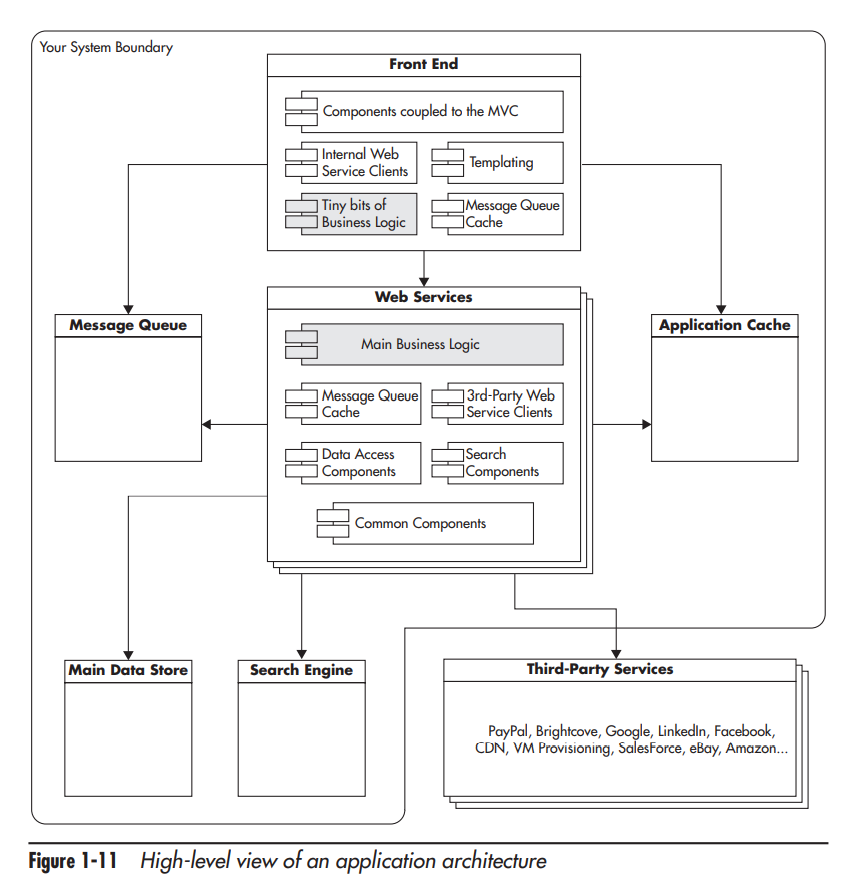 Your System Boundary
Front End
Components coupled to the MVC
Internal Web
Service Clients
Templating
Tiny bits of
Business Logic
Message Queue
Cache
Web Services
Main Business Logic
Message Queue
Cache
3rd-Party Web
Service Clients
Data Access
Components
Search
Components
Common Components
Message Queue
Application Cache
Main Data Store
Search Engine
Third-Party Services
PayPal, Brightcove, Google, LinkedIn, Facebook,
CDN, VM Provisioning, SalesForce, eBay, Amazon...
Figure 1-11 High-level view of an application architecture